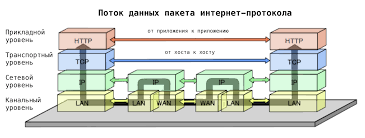 Поток данных пакета интернет-протокола
Прикладной уровень
HTTP
от приложения к приложению
HTTP
Транспортный уровень
TCP
от хоста к хосту
TCP
Сетевой уровень
IP
IP
IP
IP
Канальный уровень
LAN
LAN
WAN
WAN
LAN
LAN